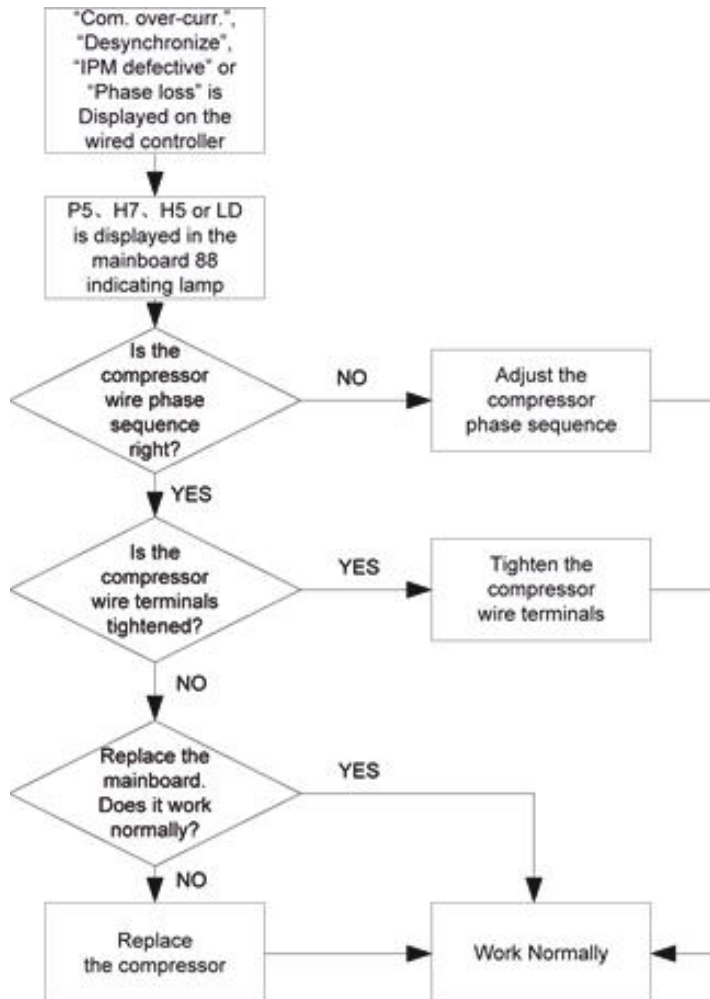 “Com. over-curr.”,
“Desynchronize”,
“IPM defective” or
“Phase loss” is
Displayed on the
wired controller
P5、H7、H5 or LD
is displayed in the
mainboard 88
indicating lamp
Is the
compressor
wire phase
sequence
right?
NO
Adjust the
compressor
phase sequence
YES
Is the
compressor
wire terminals
tightened?
YES
Tighten the
compressor
wire terminals
NO
Replace the
mainboard.
Does it work
normally?
YES
NO
Replace
the compressor
Work Normally